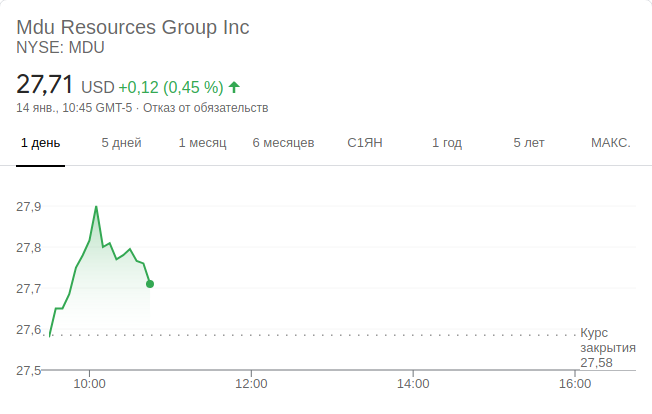 Mdu Resources Group Inc
NYSE: MDU
27,71 USD +0,12 (0,45 %)
14 янв., 10:45 GMT-5 · Отказ от обязательств
1 день 5 дней 1 месяц 6 месяцев С1ЯН 1 год 5 лет МАКС.
27,9
27,8
27,7
27,6
Курс
закрытия
27,58
27,5
10:00 12:00 14:00 16:00